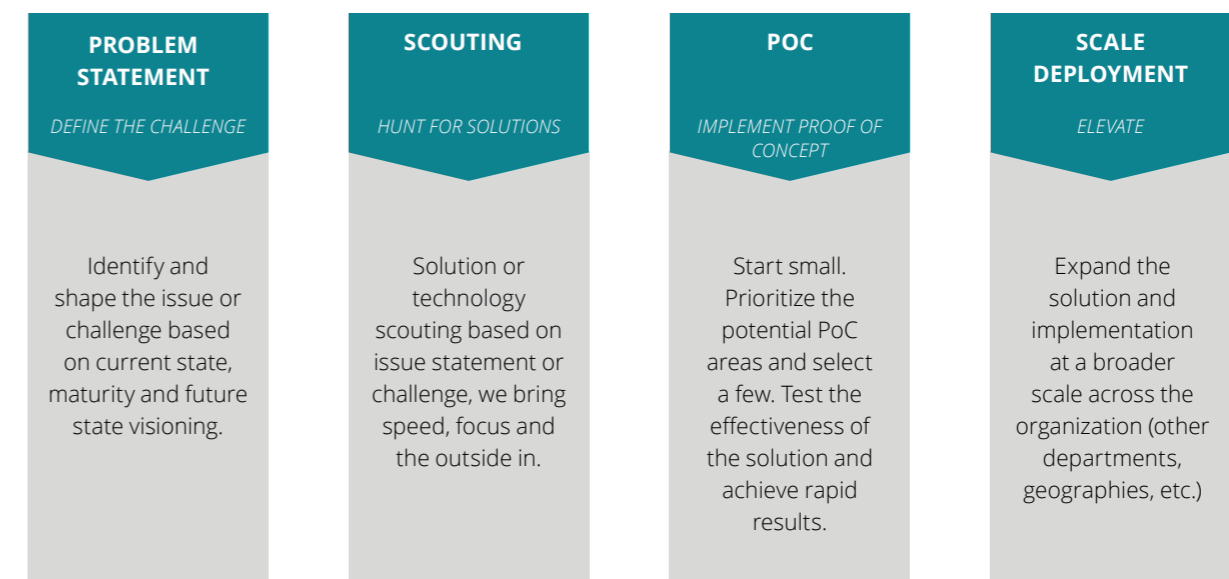 PROBLEM
STATEMENT
DEFINE THE CHALLENGE
Identify and
shape the issue or
challenge based
on current state,
maturity and future
state visioning.
SCOUTING
HUNT FOR SOLUTIONS
Solution or
technology
scouting based on
issue statement or
challenge, we bring
speed, focus and
the outside in.
POC
IMPLEMENT PROOF OF
CONCEPT
Start small.
Prioritize the
potential PoC
areas and select
a few. Test the
effectiveness of
the solution and
achieve rapid
results.
SCALE
DEPLOYMENT
ELEVATE
Expand the
solution and
implementation
at a broader
scale across the
organization (other
departments,
geographies, etc.)